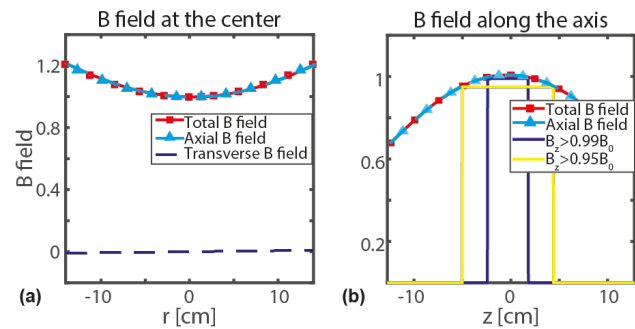 B field at the center
B field
1.2
0.8
0.4
0
Total B field
Axial B field
Transverse B field
(a)
-10
0
10
r [cm]
B field along the axis
1
0.6
0.2
Total B field
Axial B field
B_z>0.99B_0
B_z>0.95B_0
(b)
-10
0
10
z [cm]